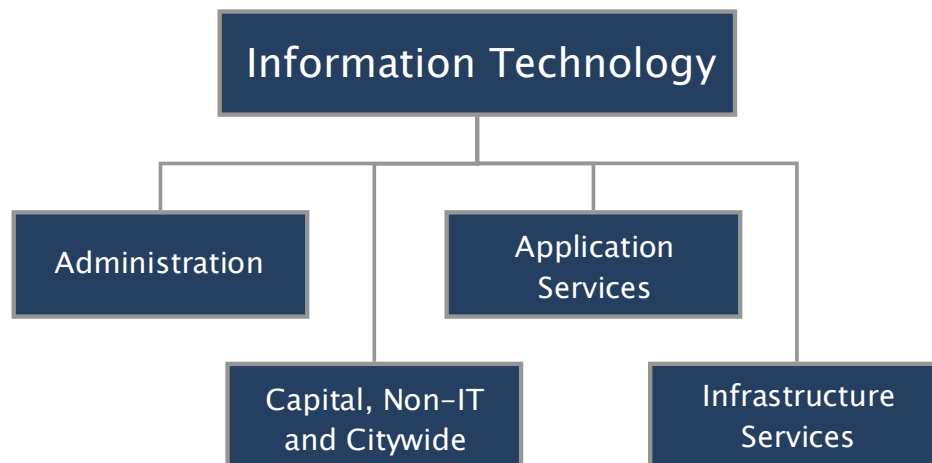 Information Technology
Administration
Application
Services
Capital, Non-IT
and Citywide
Infrastructure
Services